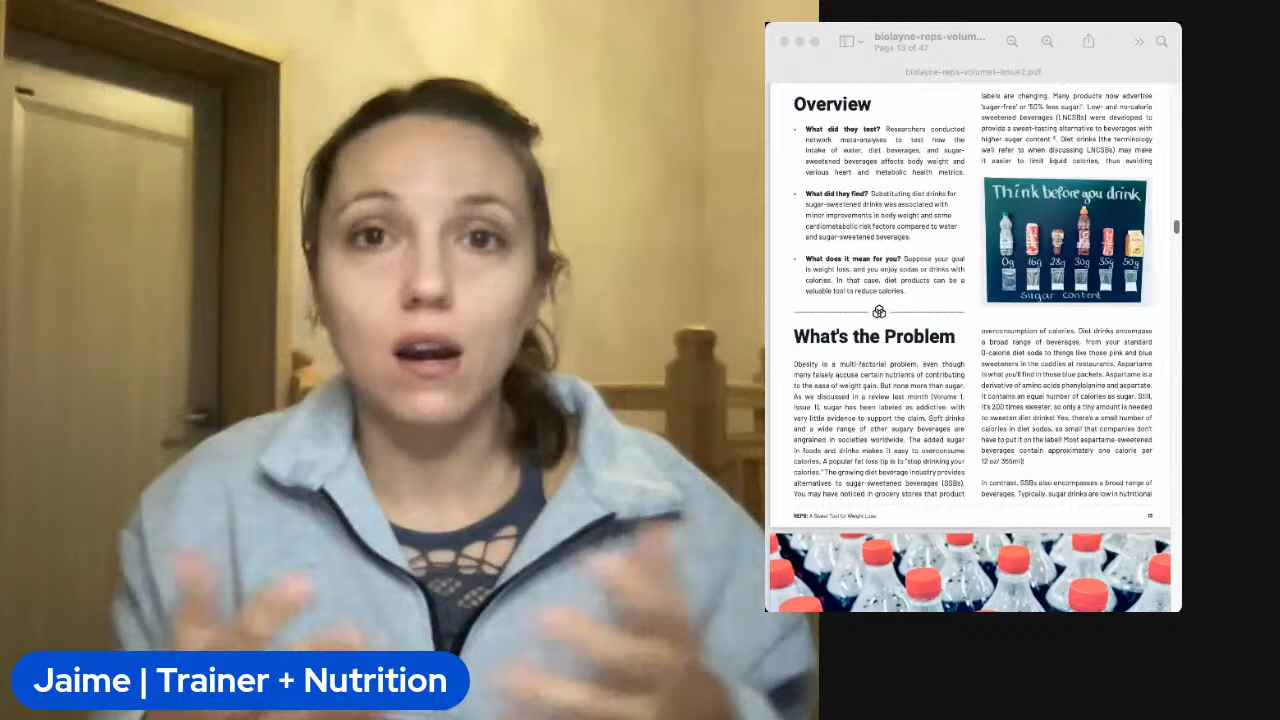 biolayne-reps-volum...
Page 13 of 47
biolayne-reps-volume1-issue2.pdf
Overview
• What did they test? Researchers conducted
network meta-analyses to test how the
intake of water, diet beverages, and sugar-
sweetened beverages affects body weight and
various heart and metabolic health metrics.
• What did they find? Substituting diet drinks for
sugar-sweetened drinks was associated with
minor improvements in body weight and some
cardiometabolic risk factors compared to water
and sugar-sweetened beverages.
• What does it mean for you? Suppose your goal
is weight loss, and you enjoy sodas or drinks with
calories. In that case, diet products can be a
valuable tool to reduce calories.
What's the Problem
Obesity is a multi-factorial problem, even though
many falsely accuse certain nutrients of contributing
to the ease of weight gain. But none more than sugar.
As we discussed in a review last month (Volume 1,
Issue 1), sugar has been labeled as addictive, with
very little evidence to support the claim. Soft drinks
and a wide range of other sugary beverages are
engrained in societies worldwide. The added sugar
in foods and drinks makes it easy to overconsume
calories. A popular fat loss tip is to "stop drinking your
calories." The growing diet beverage industry provides
alternatives to sugar-sweetened beverages (SSBs).
You may have noticed in grocery stores that product
labels are changing. Many products now advertise
'sugar-free' or '50% less sugar!'. Low- and no-calorie
sweetened beverages (LNCSBs) were developed to
provide a sweet-tasting alternative to beverages with
higher sugar content. Diet drinks (the terminology
we'll refer to when discussing LNCSBs) may make
it easier to limit liquid calories, thus avoiding
Think before you drink
0g 16g 28g 30g 35g 50g
Sugar content
overconsumption of calories. Diet drinks encompass
a broad range of beverages, from your standard
0-calorie diet soda to things like those pink and blue
sweeteners in the caddies at restaurants. Aspartame
is what you'll find in those blue packets. Aspartame is a
derivative of amino acids phenylalanine and aspartate.
It contains an equal number of calories as sugar. Still,
it's 200 times sweeter, so only a tiny amount is needed
to sweeten diet drinks! Yes, there's a small number of
calories in diet sodas, so small that companies don't
have to put it on the label! Most aspartame-sweetened
beverages contain approximately one calorie per
12 oz/ 355ml)!
In contrast, SSBs also encompass a broad range of
beverages. Typically, sugar drinks are low in nutritional
REPS: A Sweet Tool for Weight Loss
13
Jaime | Trainer + Nutrition